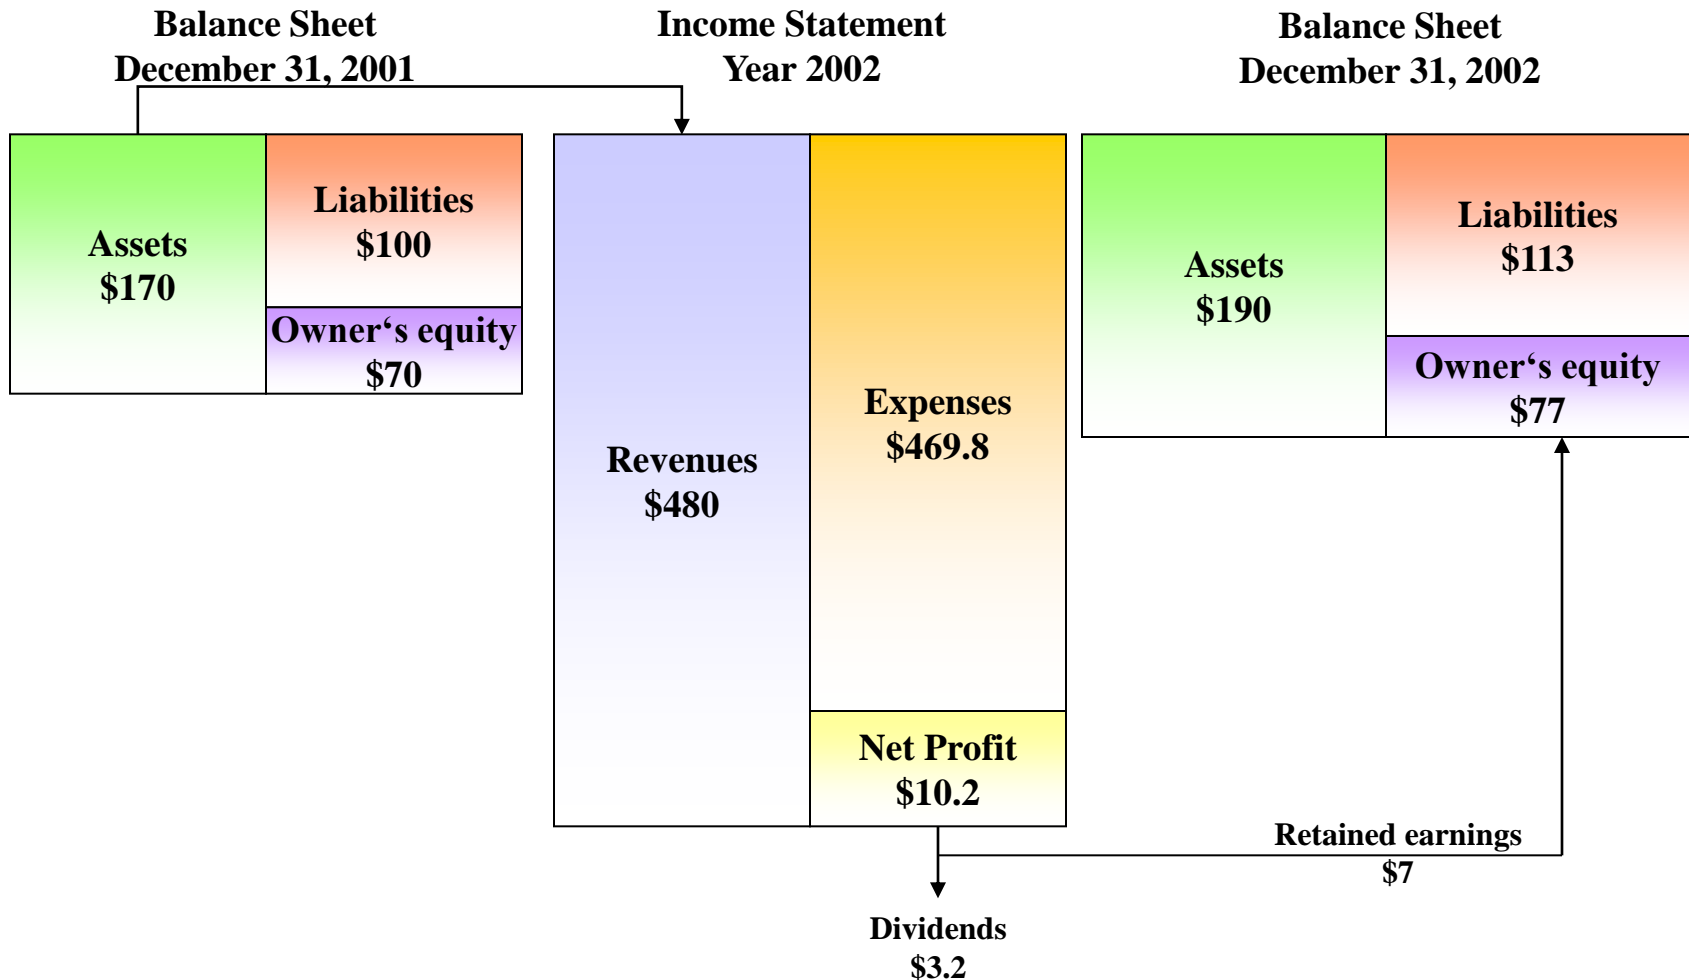 Balance Sheet
December 31, 2001
Assets
$170
Liabilities
$100
Owner‘s equity
$70
Income Statement
Year 2002
Revenues
$480
Expenses
$469.8
Net Profit
$10.2
Dividends
$3.2
Retained earnings
$7
Balance Sheet
December 31, 2002
Assets
$190
Liabilities
$113
Owner‘s equity
$77